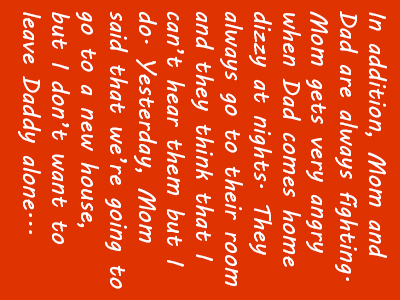 In addition, Mom and
Dad are always fighting.
Mom gets very angry
when Dad comes home
dizzy at nights. They
always go to their room
and they think that I
can't hear them but I
do. Yesterday, Mom
said that we're going to
go to a new house,
but I don't want to
leave Daddy alone...